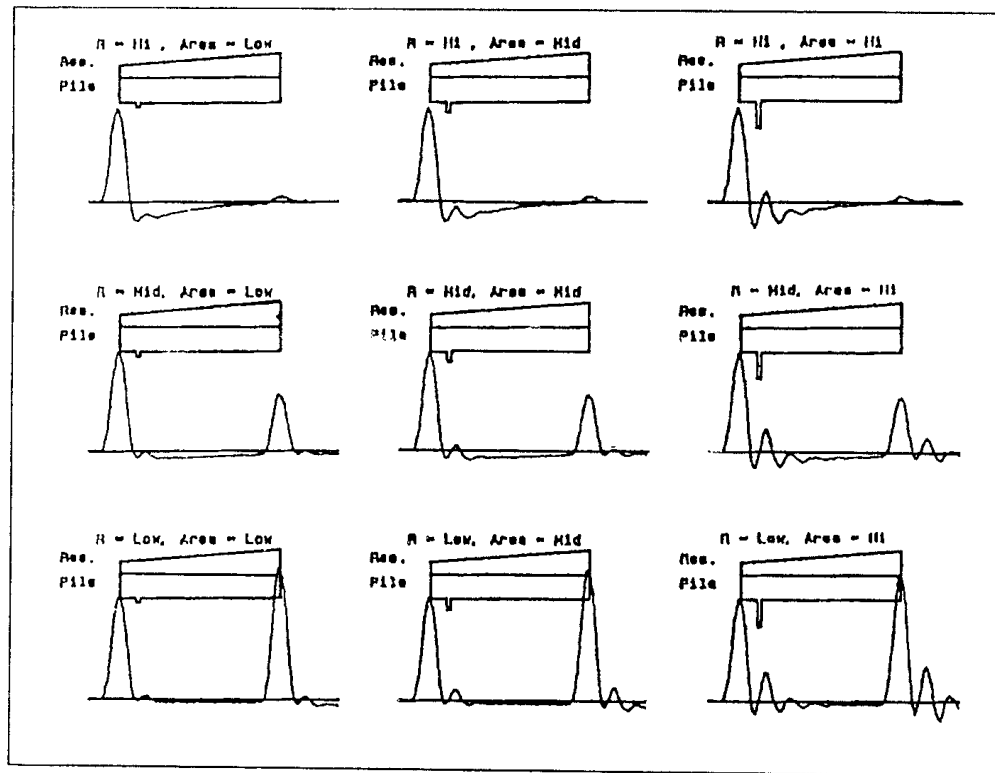 R = Hi, Area = Low
Res.
Pile
R = Hi, Area = Mid
Res.
Pile
R = Hi, Area = Hi
Res.
Pile
R = Mid, Area = Low
Res.
Pile
R = Mid, Area = Mid
Res.
Pile
R = Mid, Area = Hi
Res.
Pile
R = Low, Area = Low
Res.
Pile
R = Low, Area = Mid
Res.
Pile
R = Low, Area = Hi
Res.
Pile